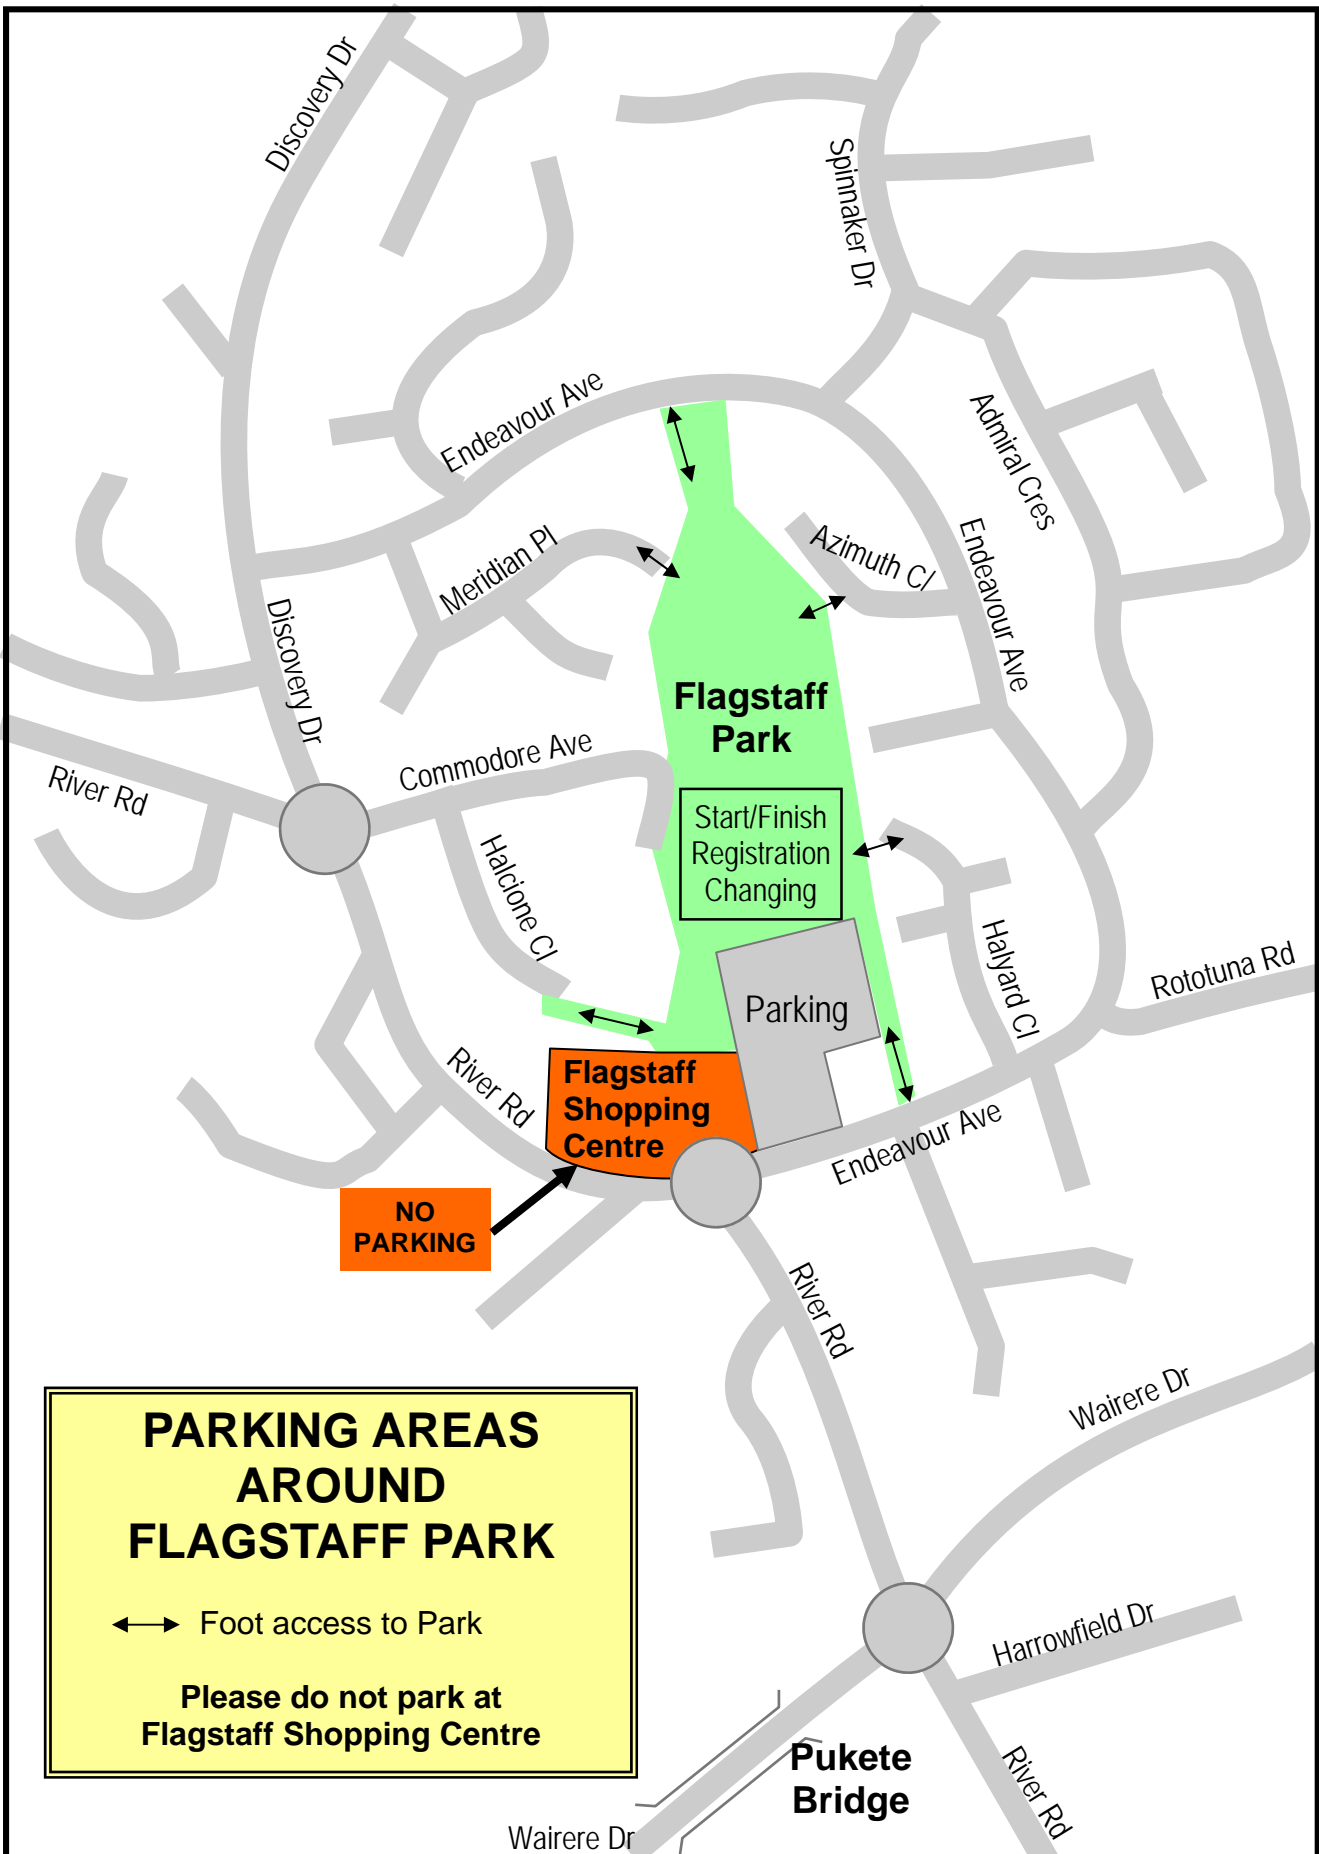 Discovery Dr
Spinnaker Dr
Endeavour Ave
Admiral Cres
Meridian Pl
Azimuth Cl
Endeavour Ave
Discovery Dr
Flagstaff
Park
River Rd
Commodore Ave
Start/Finish
Registration
Changing
Halcione Cl
Halyard Cl
Rototuna Rd
Parking
River Rd
Flagstaff
Shopping
Centre
Endeavour Ave
NO
PARKING
River Rd
Wairere Dr
PARKING AREAS
AROUND
FLAGSTAFF PARK
Foot access to Park
Please do not park at
Flagstaff Shopping Centre
Harrowfield Dr
Pukete
Bridge
River Rd
Wairere Dr